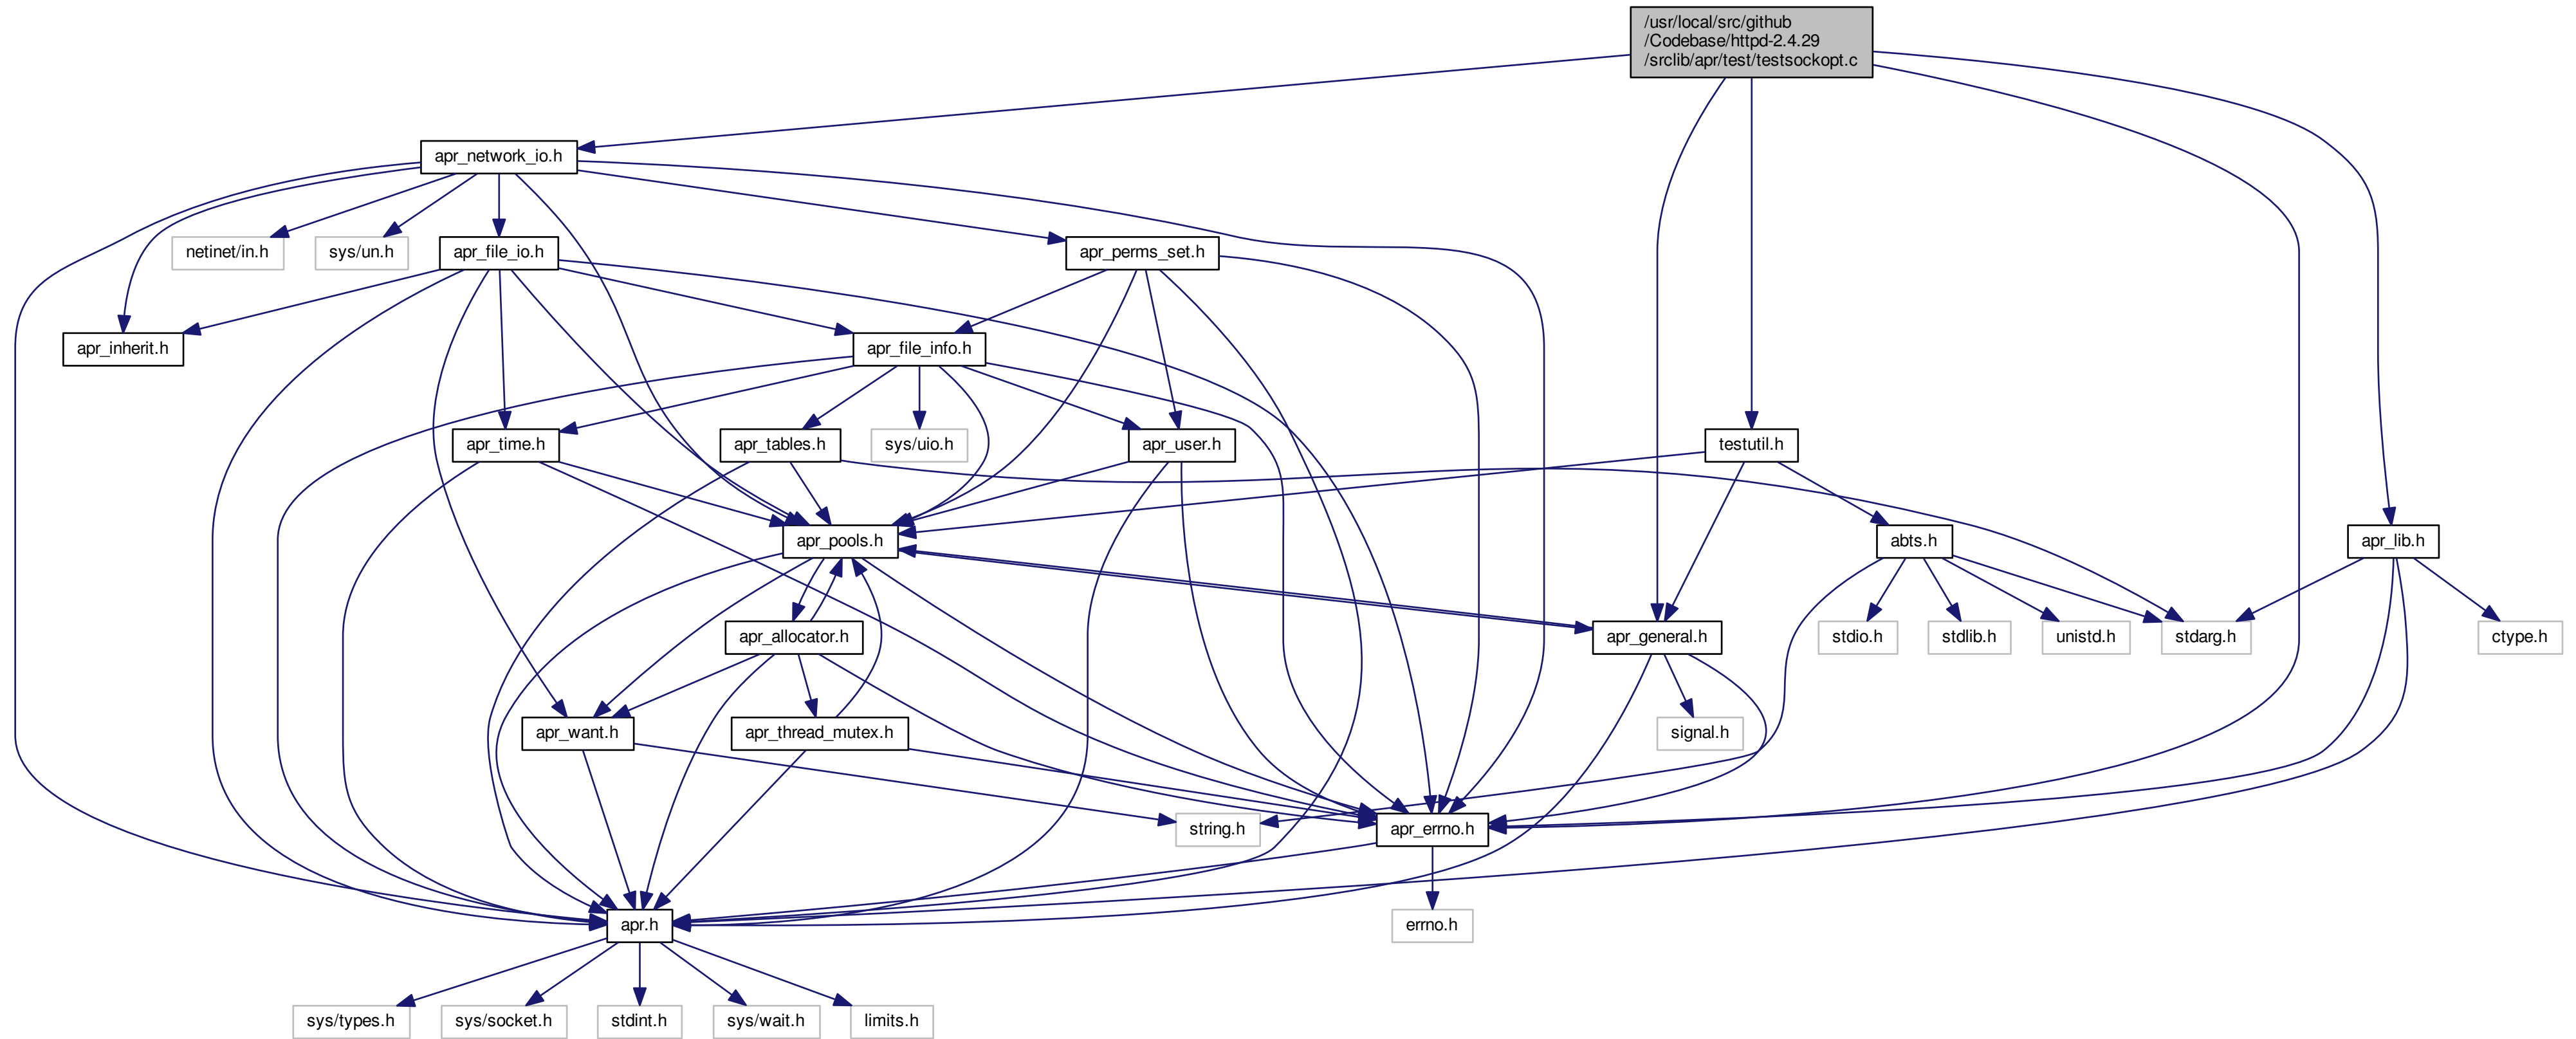 /usr/local/src/github
/Codebase/httpd-2.4.29
/srclib/apr/test/testsockopt.c
apr_network_io.h
netinet/in.h
sys/un.h
apr_file_io.h
apr_perms_set.h
apr_inherit.h
apr_file_info.h
apr_time.h
apr_tables.h
sys/uio.h
apr_user.h
testutil.h
apr_pools.h
abts.h
apr_lib.h
apr_allocator.h
apr_general.h
stdio.h
stdlib.h
unistd.h
stdarg.h
ctype.h
apr_want.h
apr_thread_mutex.h
signal.h
string.h
apr_errno.h
apr.h
errno.h
sys/types.h
sys/socket.h
stdint.h
sys/wait.h
limits.h